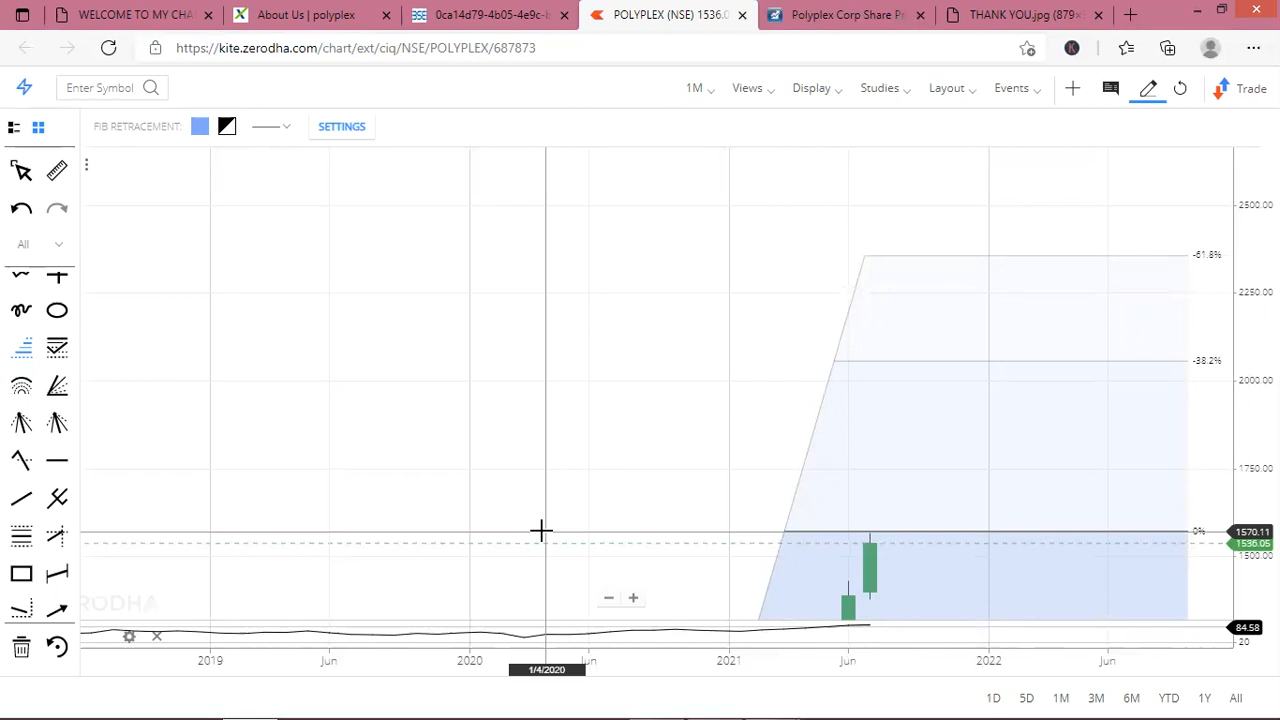 WELCOME TO MY CHA
About Us | polyplex
0ca14d79-4b05-4e9c-b
POLYPLEX (NSE) 1536.0
Polyplex Corp Share Pr
THANK YOU.jpg (879×
https://kite.zerodha.com/chart/ext/ciq/NSE/POLYPLEX/687873
Enter Symbol
1M
Views
Display
Studies
Layout
Events
Trade
FIB RETRACEMENT:
SETTINGS
All
2500.00
-61.8%
2250.00
-38.2%
2000.00
1750.00
0%
1570.11
1536.05
1500.00
84.58
20
2019
Jun
2020
Jun
2021
Jun
2022
Jun
1/4/2020
1D
5D
1M
3M
6M
YTD
1Y
All